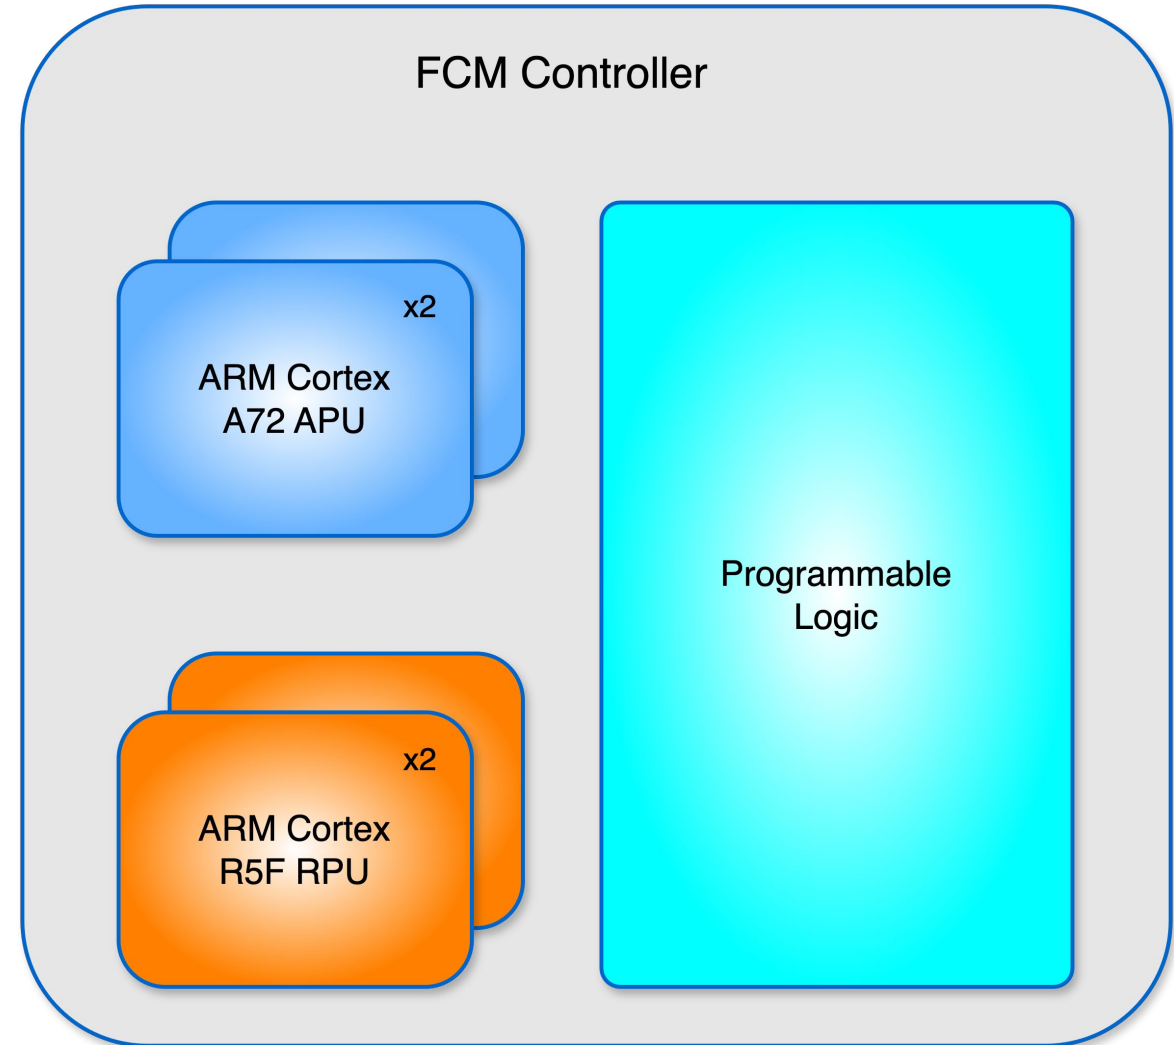 FCM Controller
x2
ARM Cortex
A72 APU
Programmable
Logic
x2
ARM Cortex
R5F RPU